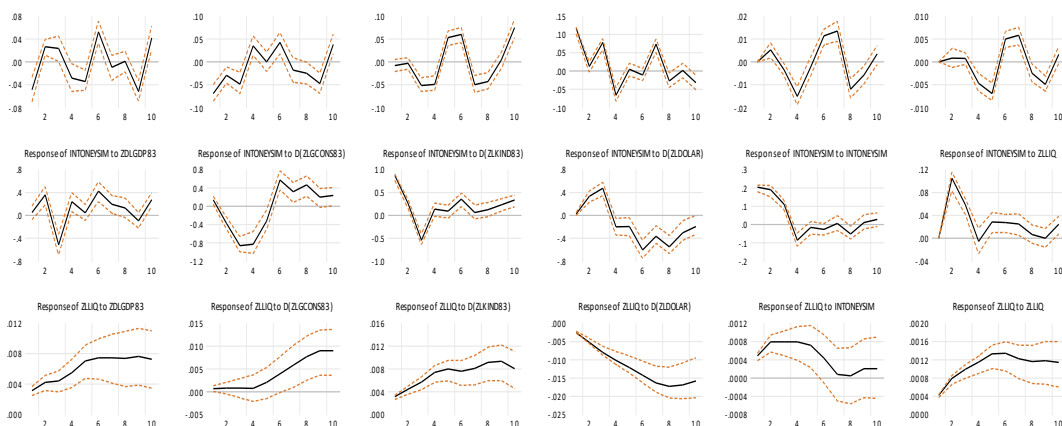 .08 .10 .10 .15 .02 .010
.04 .05 .05 .10 .01 .005
.05
.00 .00 .00 .00 .00 .000
-.04 -.05 -.05 .05 -.01 -.005
-.08 -.10 -.10 .10 -.02 -.010
2 4 6 8 10 2 4 6 8 10 2 4 6 8 10 2 4 6 8 10 2 4 6 8 10 2 4 6 8 10
Response of INTONEYSIM to ZDLGDP83 Response of INTONEYSIM to D(ZLGCONS83) Response of INTONEYSIM to D(ZLKIND83) Response of INTONEYSIM to D(ZLDOLAR) Response of INTONEYSIM to INTONEYSIM Response of INTONEYSIM to ZLLIQ
.8 0.8 1.0 .8 .4 .12
.4 0.4 0.5 .4 .3 .08
0.0 .2
.0 0.0 .0 .1 .04
-0.4 .0
-.4 -0.8 -0.5 -.4 .1 .00
-.8 -1.2 -1.0 -.8 .2 -.04
2 4 6 8 10 2 4 6 8 10 2 4 6 8 10 2 4 6 8 10 2 4 6 8 10 2 4 6 8 10
Response of ZLLIQ to ZDLGDP83 Response of ZLLIQ to D(ZLGCONS83) Response of ZLLIQ to D(ZLKIND83) Response of ZLLIQ to D(ZLDOLAR) Response of ZLLIQ to INTONEYSIM Response of ZLLIQ to ZLLIQ
.012 .015 .016 .000 .0012 .0020
.010 -.005 .0008 .0016
.008 .012
.005 -.010 .0004 .0012
.004 .008 .0000 .0008
.000 .004 -.015 
-.020 -.0004 .0004
.000 -.005 .000 -.025 -.0008 .0000
2 4 6 8 10 2 4 6 8 10 2 4 6 8 10 2 4 6 8 10 2 4 6 8 10 2 4 6 8 10